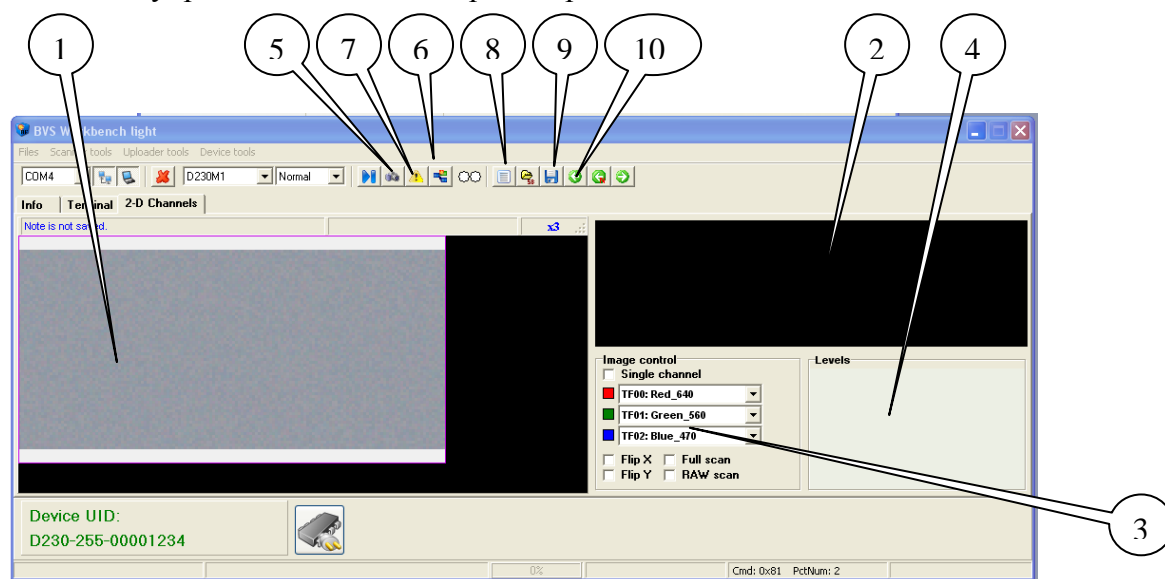 1 5 7 6 8 9 10 2 4
BVS Workbench light
Files Scanner tools Uploader tools Device tools
COM4 D230M1 Normal
Info Terminal 2-D Channels
Note is not saved. x3
Image control
Single channel
TF00: Red_640
TF01: Green_560
TF02: Blue_470
Flip X Full scan
Flip Y RAW scan
Levels
3
Device UID:
D230-255-00001234
0% Cmd: 0x81 PctNum: 2